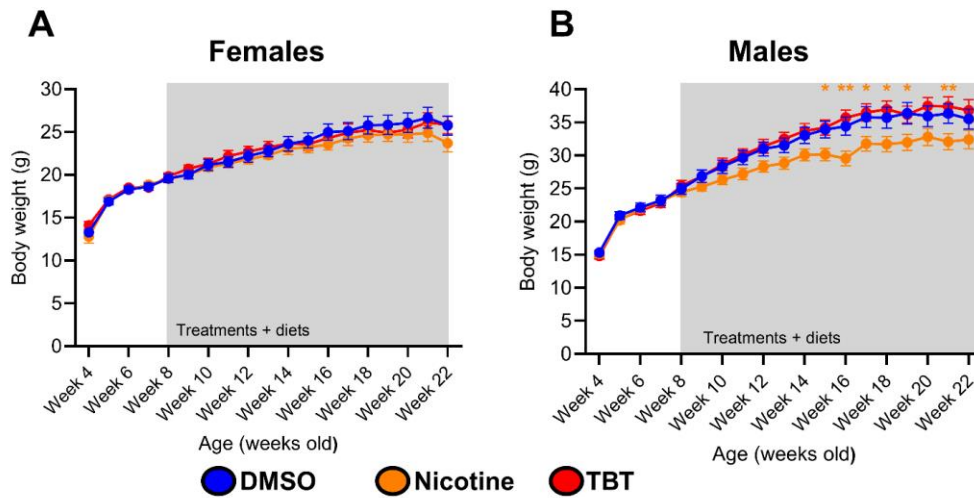 A
Females
Body weight (g)
30
25
20
15
10
5
0
Treatments + diets
Week 4
Week 6
Week 8
Week 10
Week 12
Week 14
Week 16
Week 18
Week 20
Week 22
Age (weeks old)
B
Males
Body weight (g)
40
35
30
25
20
15
10
5
0
* ** * * * **
Treatments + diets
Week 4
Week 6
Week 8
Week 10
Week 12
Week 14
Week 16
Week 18
Week 20
Week 22
Age (weeks old)
DMSO
Nicotine
TBT